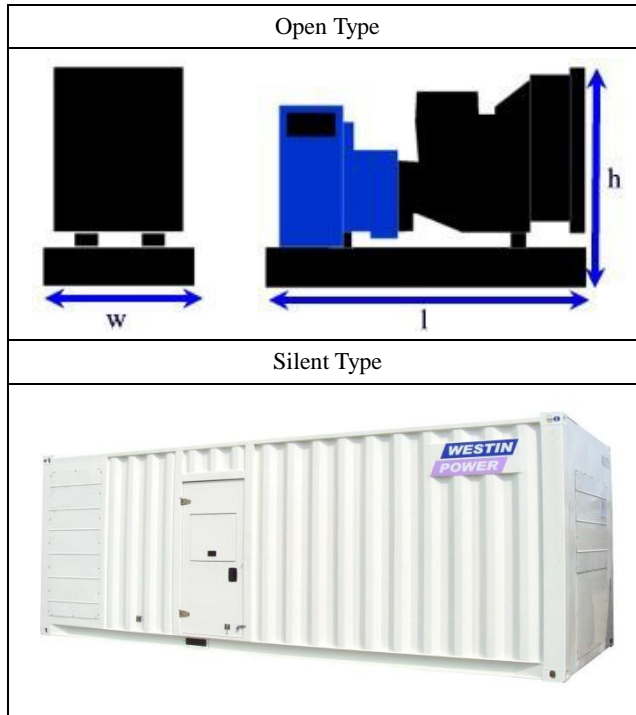 Open Type
w
l
h
Silent Type
WESTIN
POWER